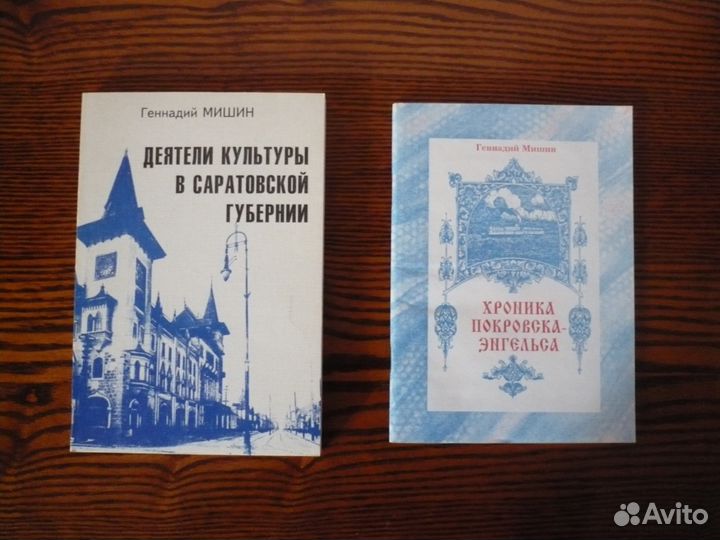 Геннадий МИШИН
ДЕЯТЕЛИ КУЛЬТУРЫ
В САРАТОВСКОЙ
ГУБЕРНИИ
Геннадий Мишин
ХРОНИКА
ПОКРОВСКА-
ЭНГЕЛЬСА
Avito